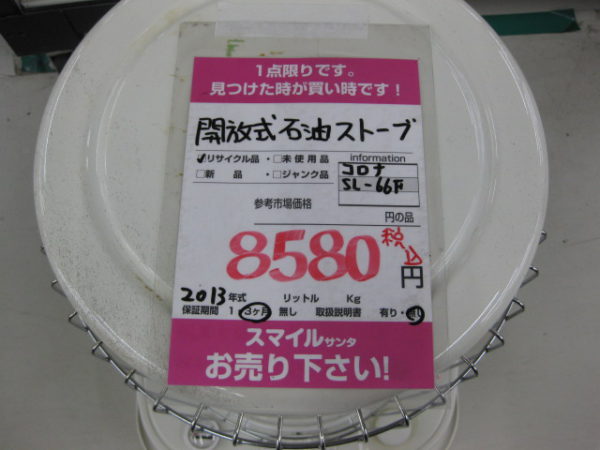 1点限りです。
見つけた時が買い時です！
開放式石油ストーブ
リサイクル品・□未使用品
□新 品・□ジャンク品
information
コロナ
SL-66F
参考市場価格
円の品
8580 税込
円
2013年式 リットル Kg
保証期間 1 3ヶ月 無し 取扱説明書 有り・
スマイルサンタ
お売り下さい!